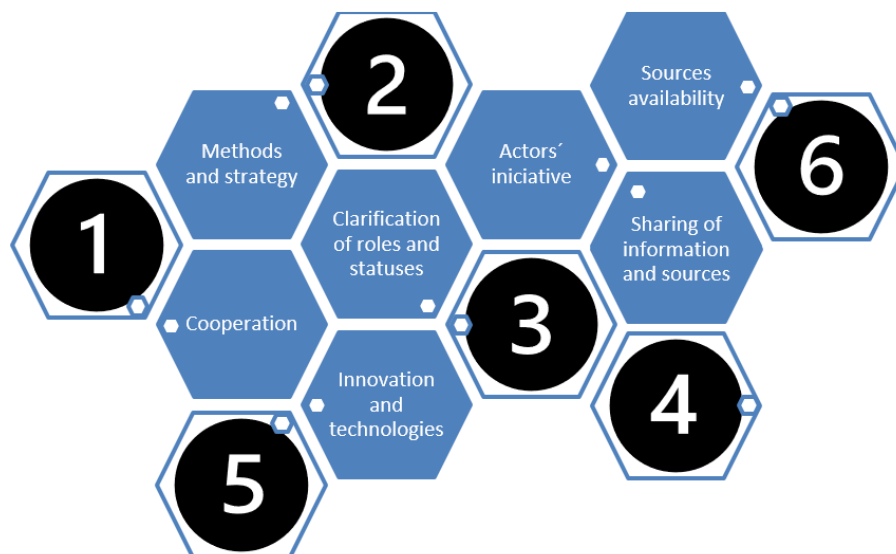 2
Sources
availability
6
Methods
and strategy
Actors´
iniciative
1
Clarification
of roles and
statuses
Sharing of
information
and sources
Cooperation
3
Innovation
and
technologies
4
5